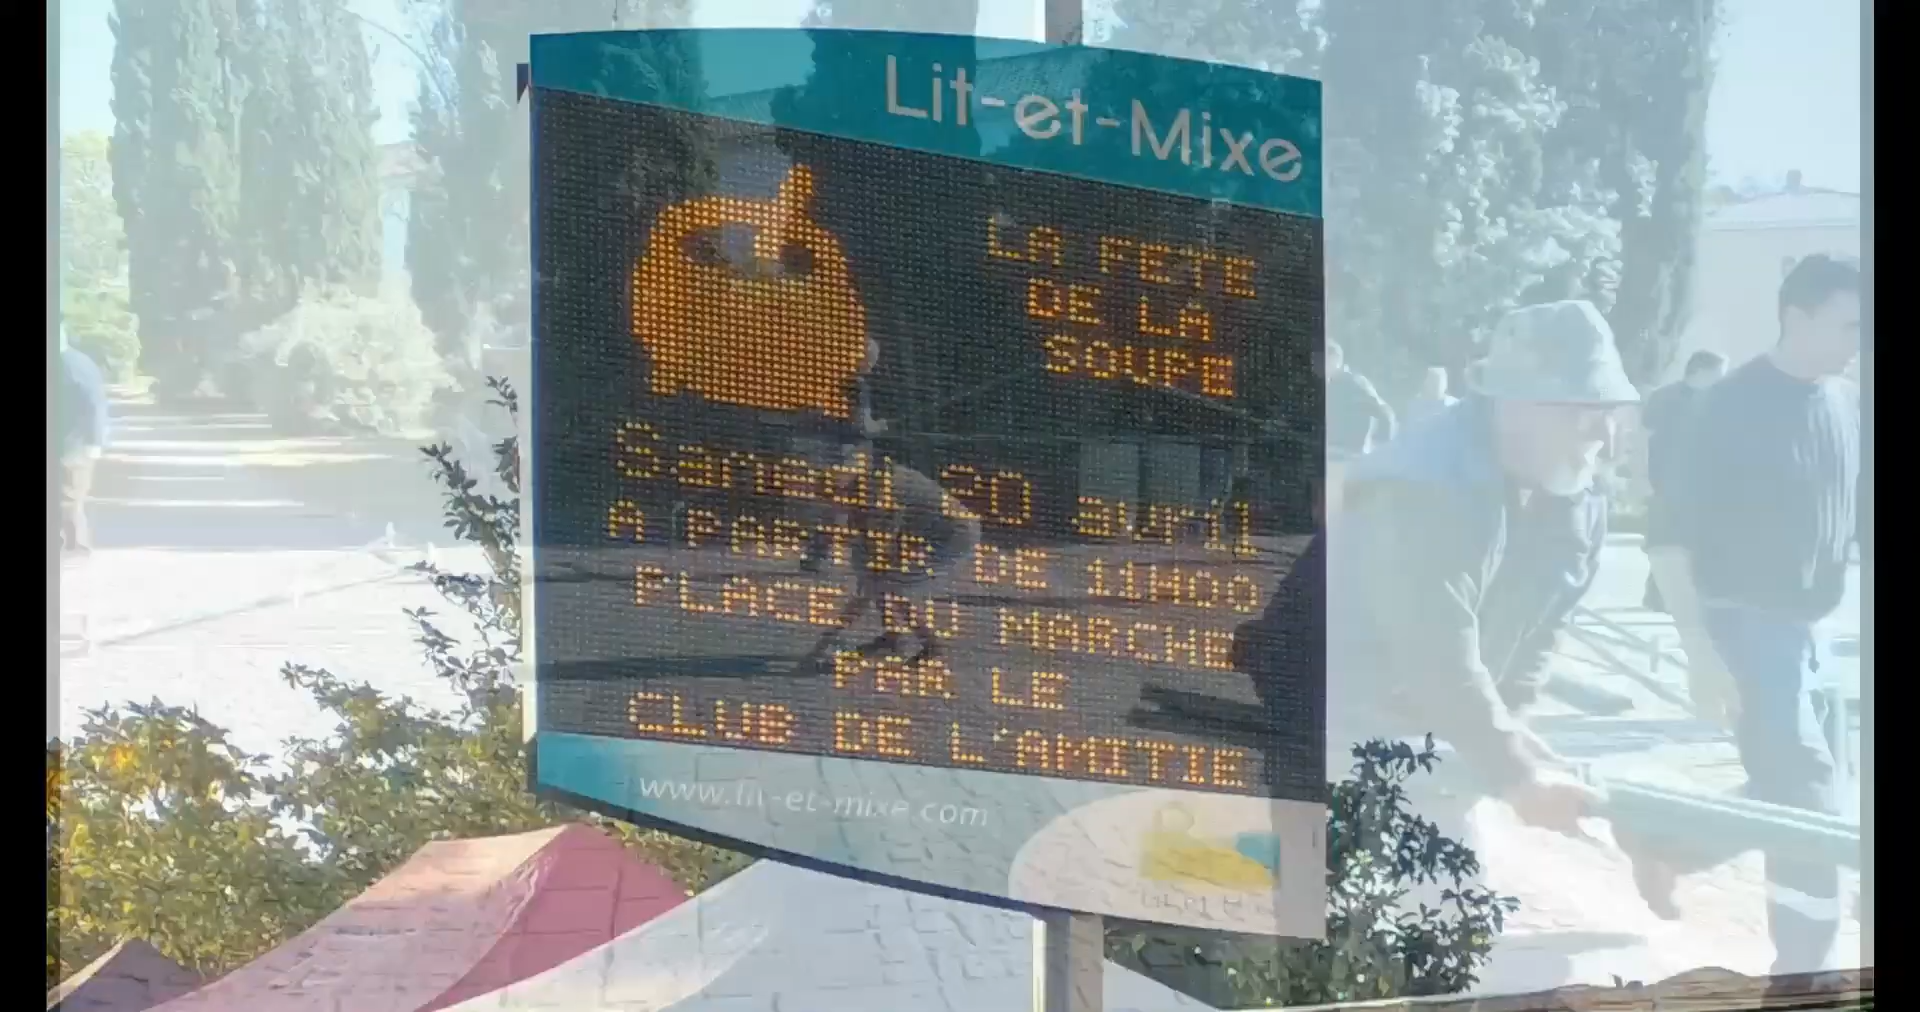 Lit-et-Mixe
LA FETE
DE LA
SOUPE
Samedi 20 avril
A PARTIR DE 11H00
PLACE DU MARCHE
PAR LE
CLUB DE L'AMITIE
www.lit-et-mixe.com